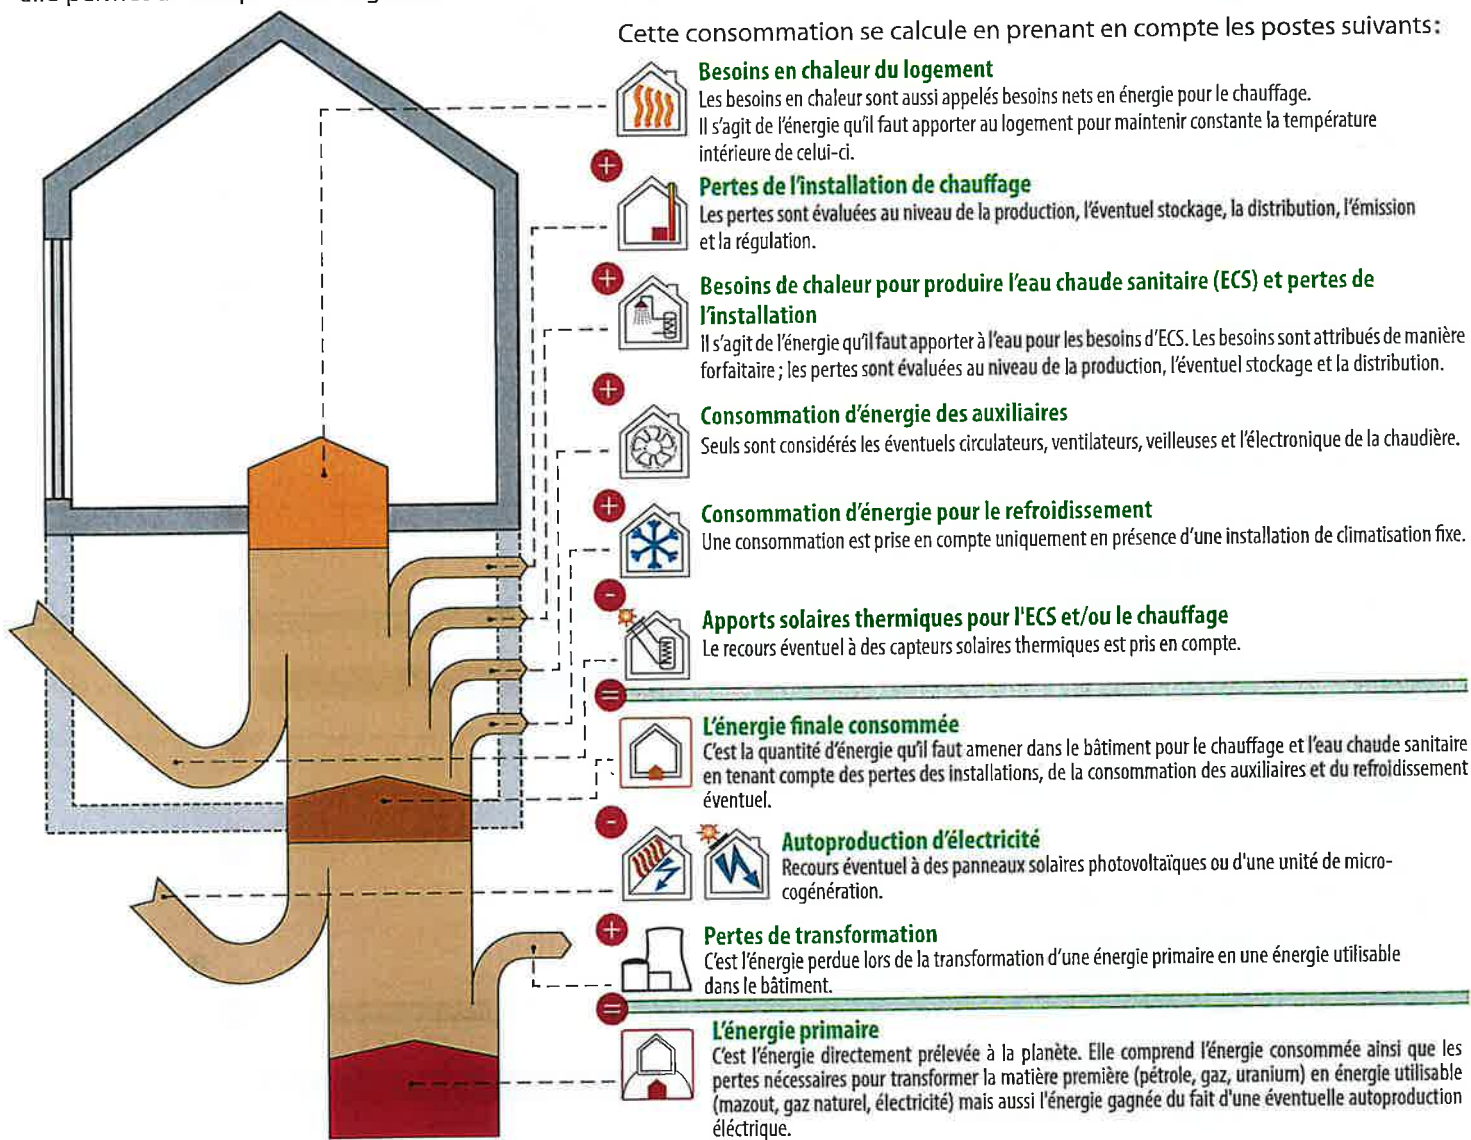 Cette consommation se calcule en prenant en compte les postes suivants:
Besoins en chaleur du logement
Les besoins en chaleur sont aussi appelés besoins nets en énergie pour le chauffage.
Il s'agit de l'énergie qu'il faut apporter au logement pour maintenir constante la température
intérieure de celui-ci.
+
Pertes de l'installation de chauffage
Les pertes sont évaluées au niveau de la production, l'éventuel stockage, la distribution, l'émission
et la régulation.
+
Besoins de chaleur pour produire l'eau chaude sanitaire (ECS) et pertes de
l'installation
Il s'agit de l'énergie qu'il faut apporter à l'eau pour les besoins d'ECS. Les besoins sont attribués de manière
forfaitaire ; les pertes sont évaluées au niveau de la production, l'éventuel stockage et la distribution.
+
Consommation d'énergie des auxiliaires
Seuls sont considérés les éventuels circulateurs, ventilateurs, veilleuses et l'électronique de la chaudière.
+
Consommation d'énergie pour le refroidissement
Une consommation est prise en compte uniquement en présence d'une installation de climatisation fixe.
-
Apports solaires thermiques pour l'ECS et/ou le chauffage
Le recours éventuel à des capteurs solaires thermiques est pris en compte.
=
L'énergie finale consommée
C'est la quantité d'énergie qu'il faut amener dans le bâtiment pour le chauffage et l'eau chaude sanitaire
en tenant compte des pertes des installations, de la consommation des auxiliaires et du refroidissement
éventuel.
-
Autoproduction d'électricité
Recours éventuel à des panneaux solaires photovoltaïques ou d'une unité de micro-
cogénération.
+
Pertes de transformation
C'est l'énergie perdue lors de la transformation d'une énergie primaire en une énergie utilisable
dans le bâtiment.
=
L'énergie primaire
C'est l'énergie directement prélevée à la planète. Elle comprend l'énergie consommée ainsi que les
pertes nécessaires pour transformer la matière première (pétrole, gaz, uranium) en énergie utilisable
(mazout, gaz naturel, électricité) mais aussi l'énergie gagnée du fait d'une éventuelle autoproduction
éléctrique.